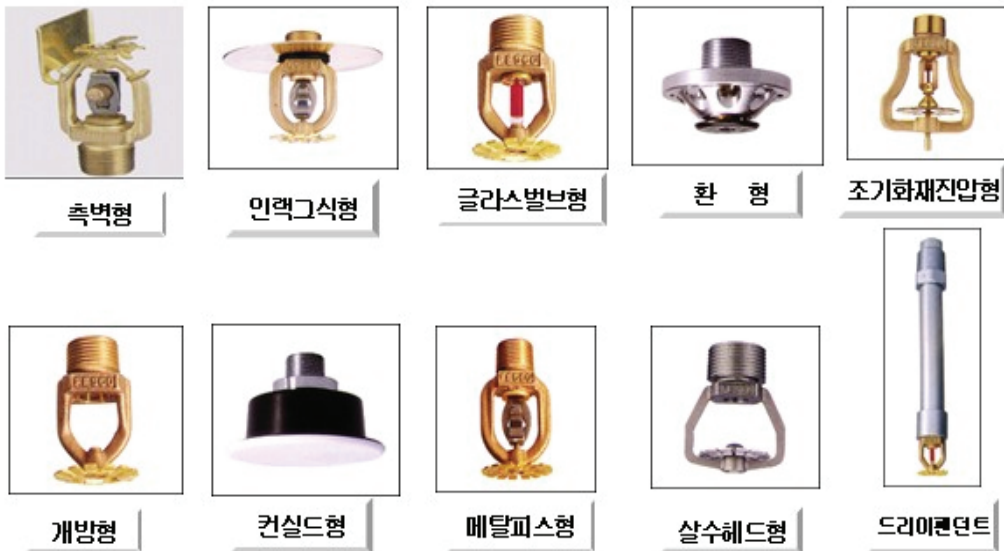 측벽형
인랙그식형
글라스벌브형
환 형
조기화재진압형
개방형
컨실드형
메탈피스형
살수헤드형
드라이펜던트